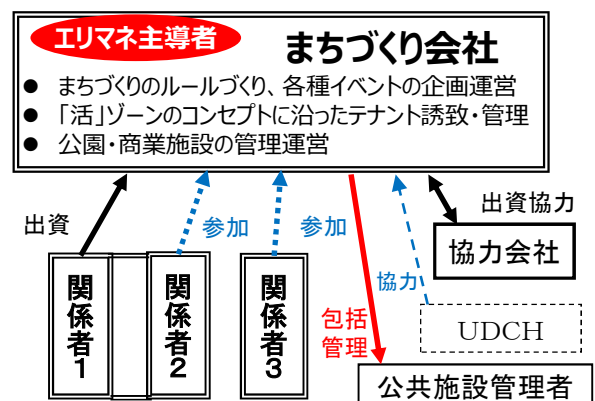 エリマネ主導者
まちづくり会社
● まちづくりのルールづくり、各種イベントの企画運営
● 「活」ゾーンのコンセプトに沿ったテナント誘致・管理
● 公園・商業施設の管理運営
出資
参加
参加
包括
管理
協力
出資協力
協力会社
UDCH
公共施設管理者
関係者1
関係者2
関係者3